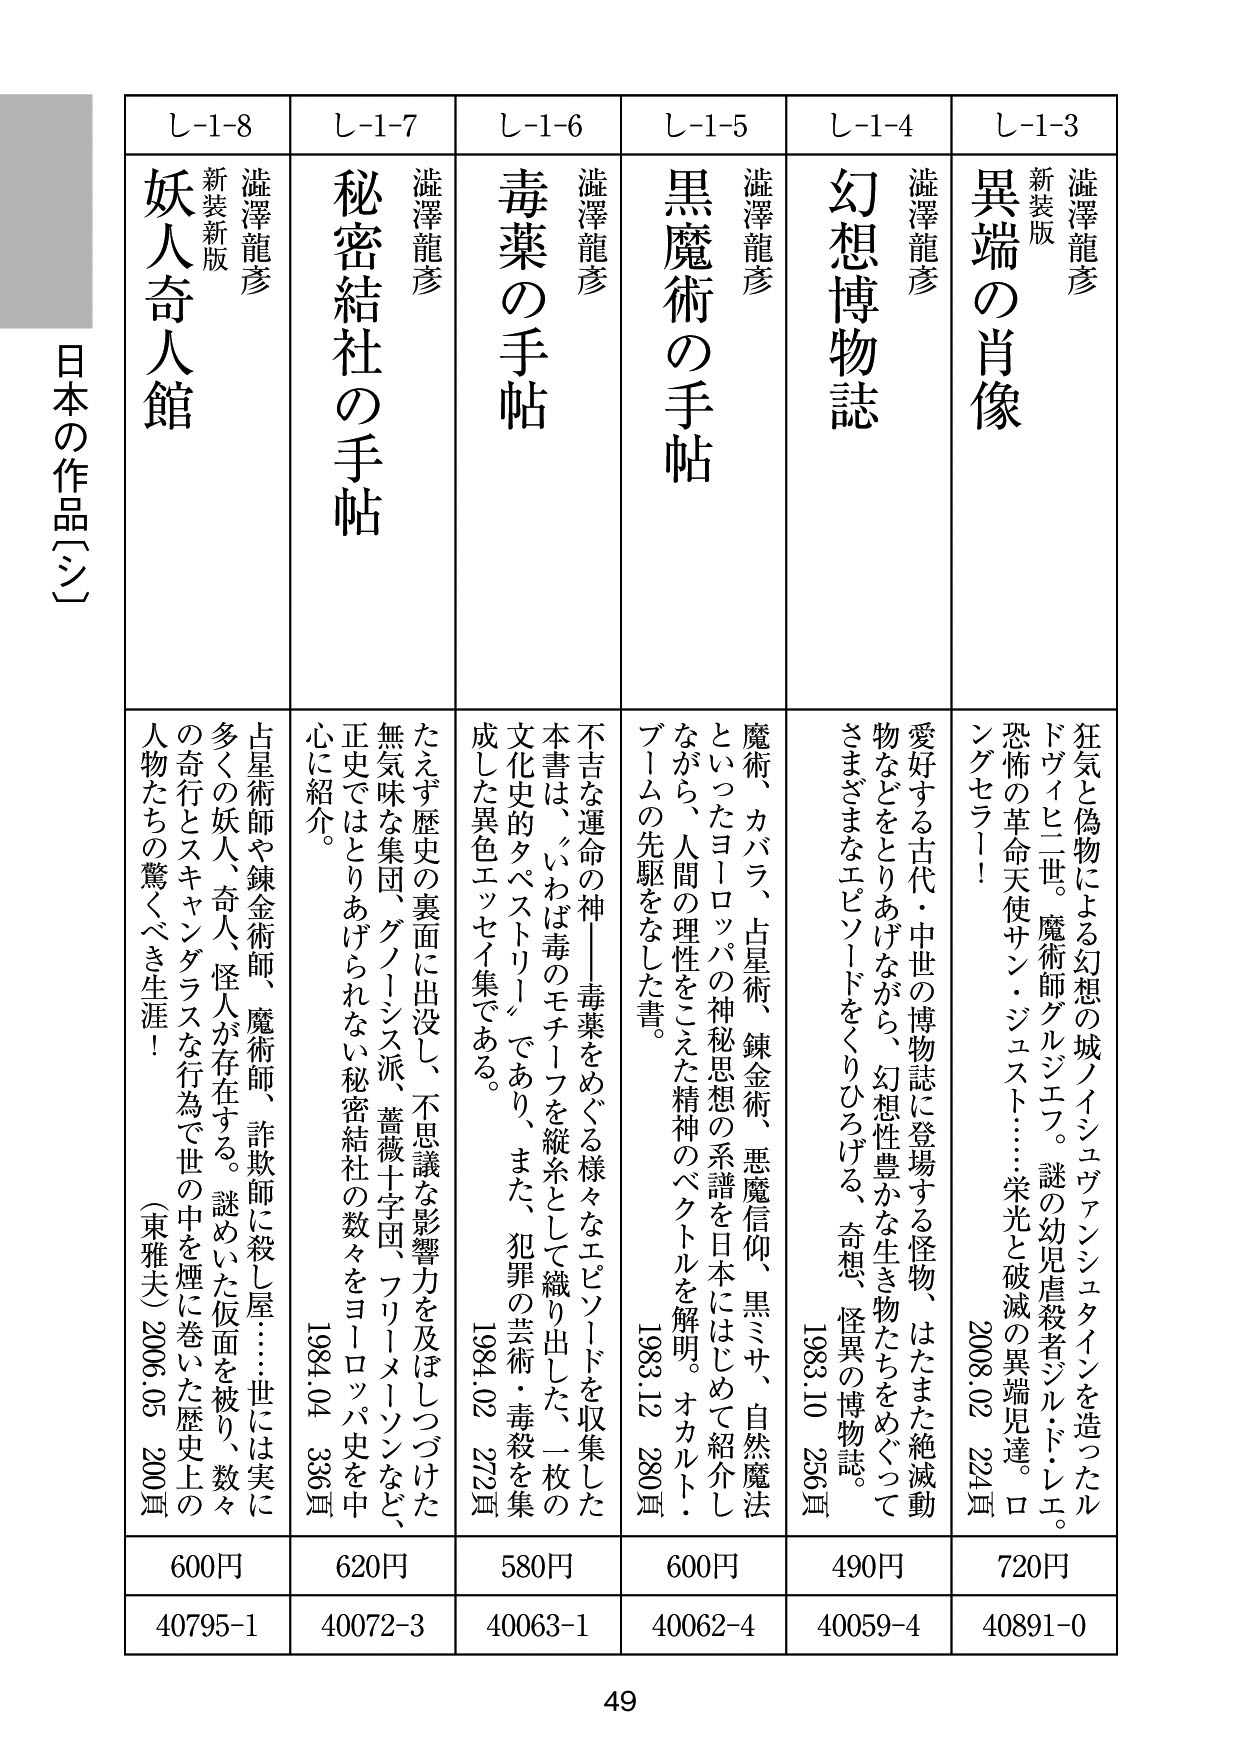 し-1-3
澁澤龍彦
新装版
異端の肖像
狂気と偽物による幻想の城ノイシュヴァンシュタインを造ったル
ドヴィヒ二世。魔術師グルジエフ。謎の幼児虐殺者ジル・ド・レエ。
恐怖の革命天使サン・ジュスト……栄光と破滅の異端児達。ロ
ングセラー！
2008.02 224頁
720円
40891-0
し-1-4
澁澤龍彦
幻想博物誌
愛好する古代・中世の博物誌に登場する怪物、はたまた絶滅動
物などをとりあげながら、幻想性豊かな生き物たちをめぐって
さまざまなエピソードをくりひろげる、奇想、怪異の博物誌。
1983.10 256頁
490円
40059-4
し-1-5
澁澤龍彦
黒魔術の手帖
魔術、カバラ、占星術、錬金術、悪魔信仰、黒ミサ、自然魔法
といったヨーロッパの神秘思想の系譜を日本にはじめて紹介し
ながら、人間の理性をこえた精神のベクトルを解明。オカルト・
ブームの先駆をなした書。
1983.12 280頁
600円
40062-4
し-1-6
澁澤龍彦
毒薬の手帖
不吉な運命の神――毒薬をめぐる様々なエピソードを収集した
本書は、〝いわば毒のモチーフを縦糸として織り出した、一枚の
文化史的タペストリー〟であり、また、犯罪の芸術・毒殺を集
成した異色エッセイ集である。
1984.02 272頁
580円
40063-1
し-1-7
澁澤龍彦
秘密結社の手帖
たえず歴史の裏面に出没し、不思議な影響力を及ぼしつづけた
無気味な集団、グノーシス派、薔薇十字団、フリーメーソンなど、
正史ではとりあげられない秘密結社の数々をヨーロッパ史を中
心に紹介。
1984.04 336頁
620円
40072-3
し-1-8
澁澤龍彦
新装新版
妖人奇人館
占星術師や錬金術師、魔術師、詐欺師に殺し屋……世には実に
多くの妖人、奇人、怪人が存在する。謎めいた仮面を被り、数々
の奇行とスキャンダラスな行為で世の中を煙に巻いた歴史上の
人物たちの驚くべき生涯！
（東雅夫） 2006.05 200頁
600円
40795-1
日本の作品〔シ〕
49